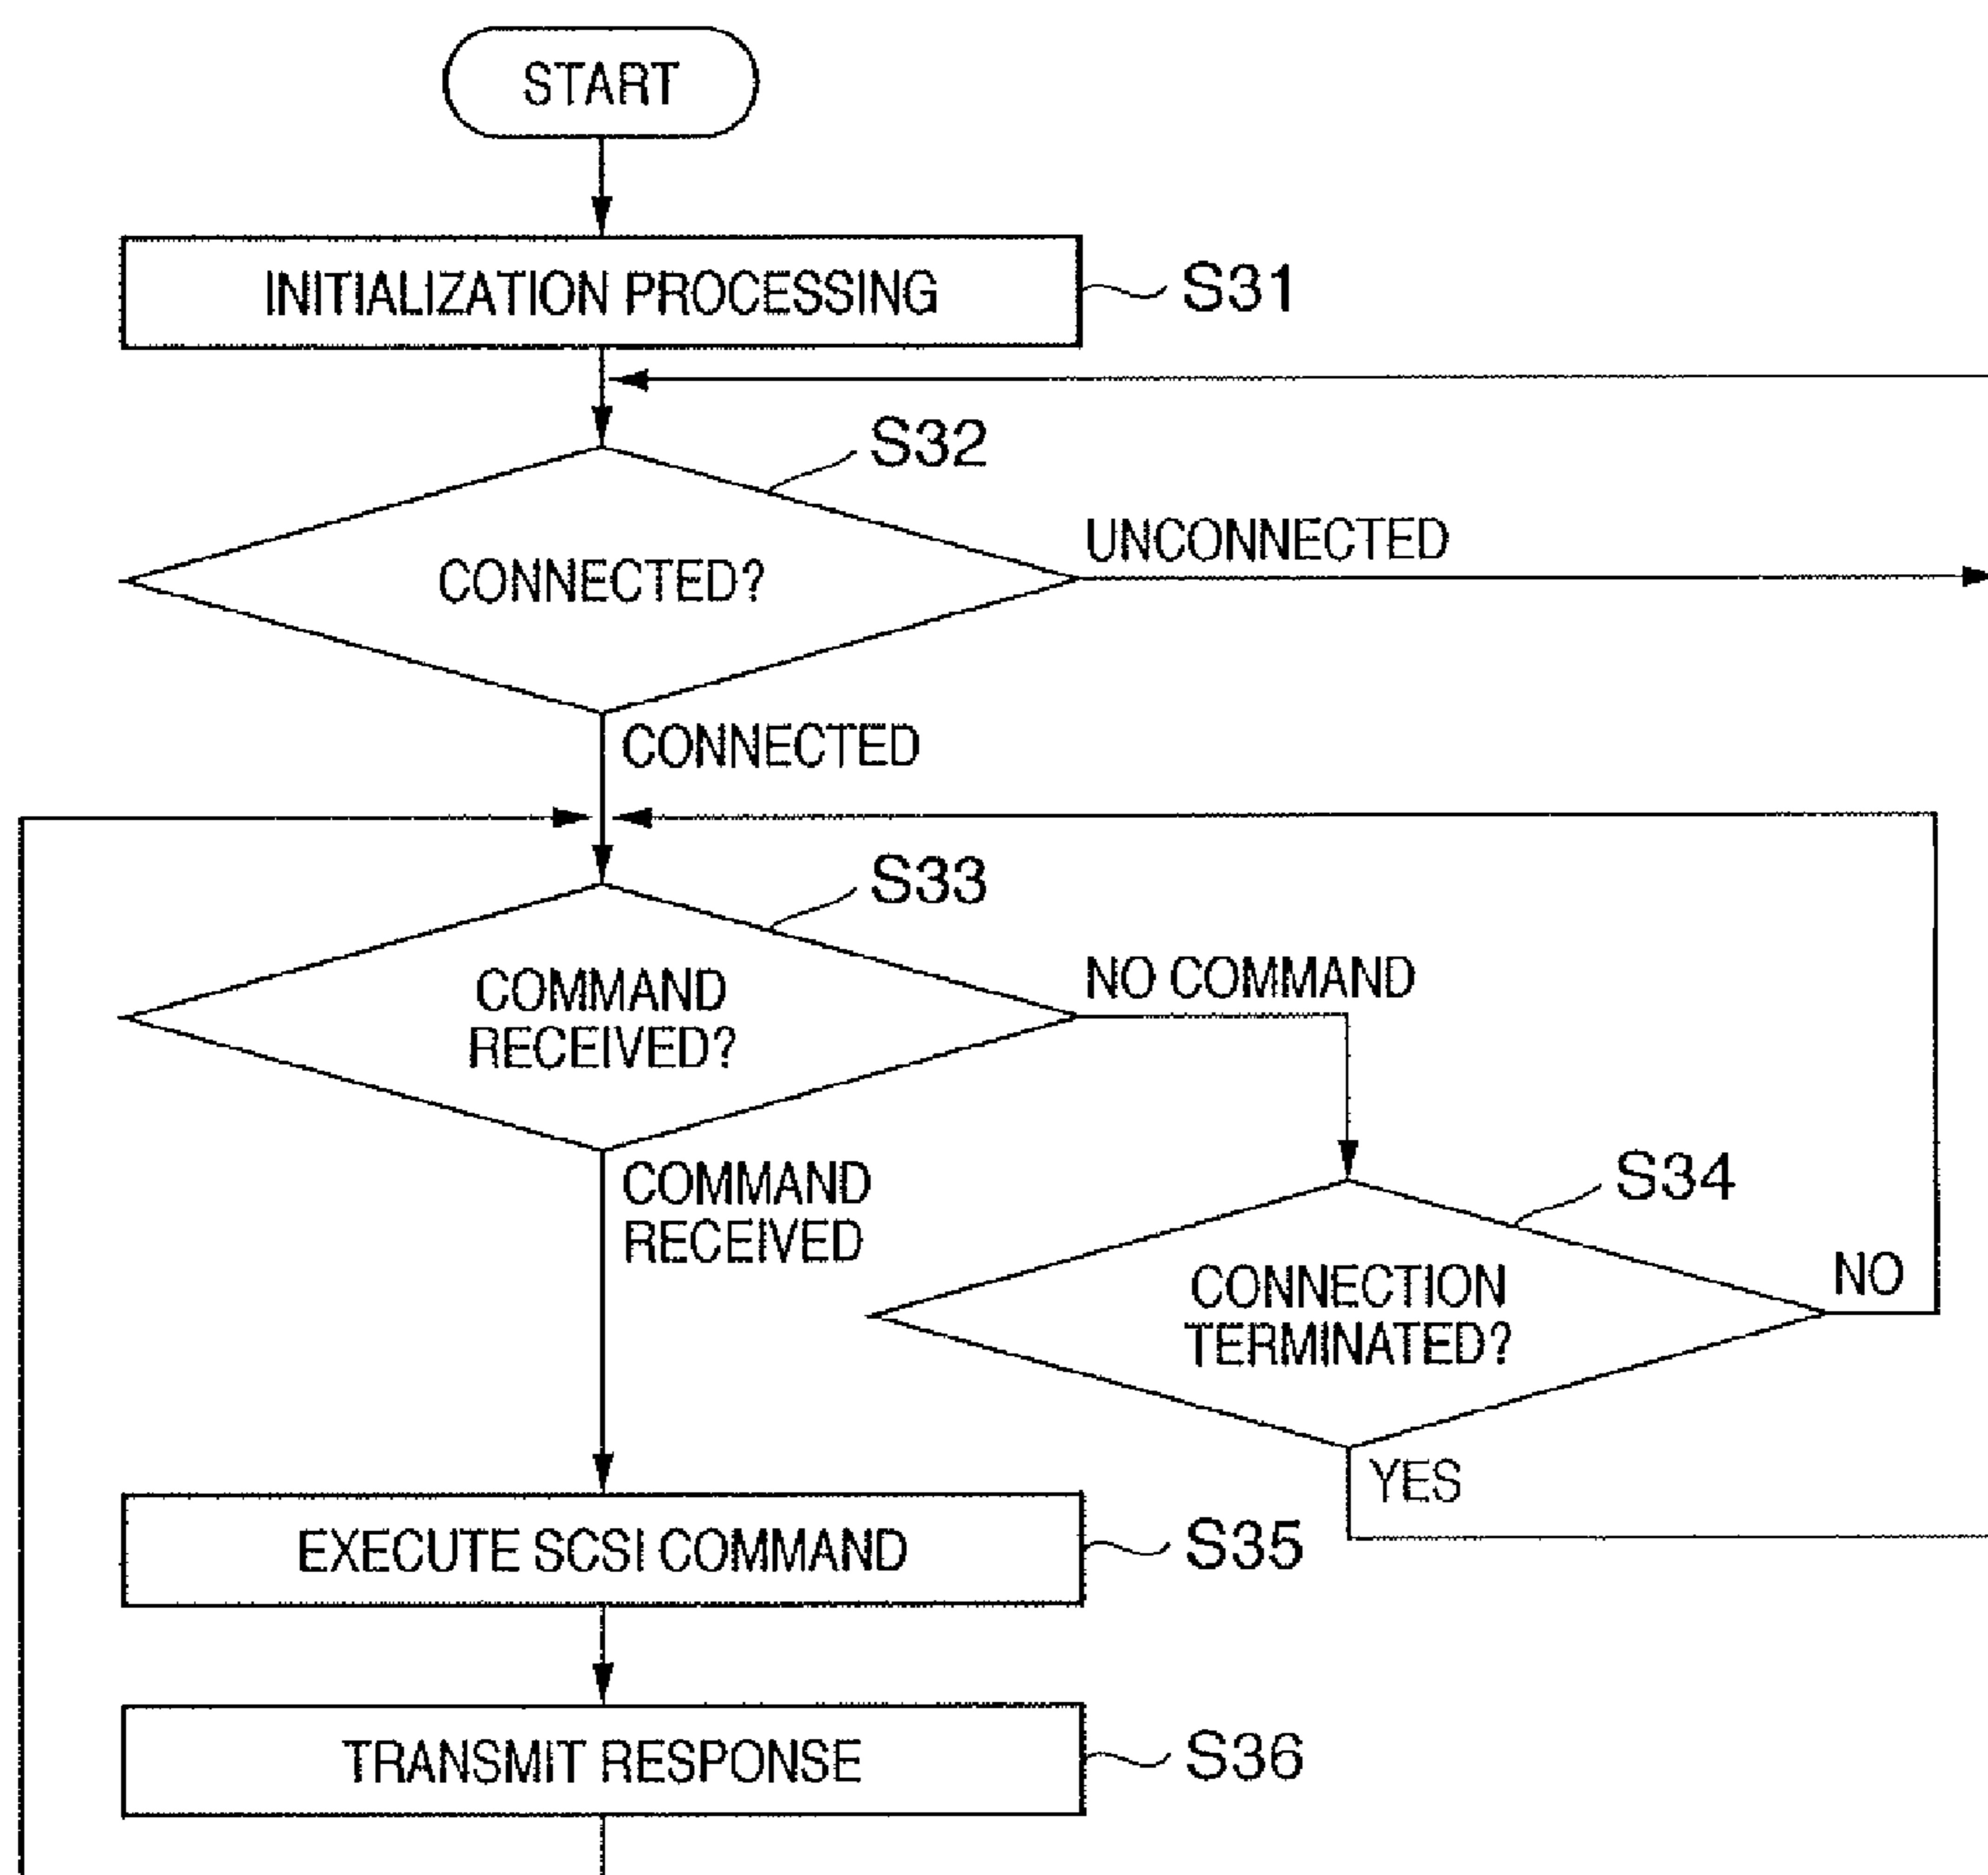 START
INITIALIZATION PROCESSING
S31
S32
CONNECTED?
UNCONNECTED
CONNECTED
S33
COMMAND
RECEIVED?
NO COMMAND
COMMAND
RECEIVED
S34
CONNECTION
TERMINATED?
NO
YES
EXECUTE SCSI COMMAND
S35
TRANSMIT RESPONSE
S36